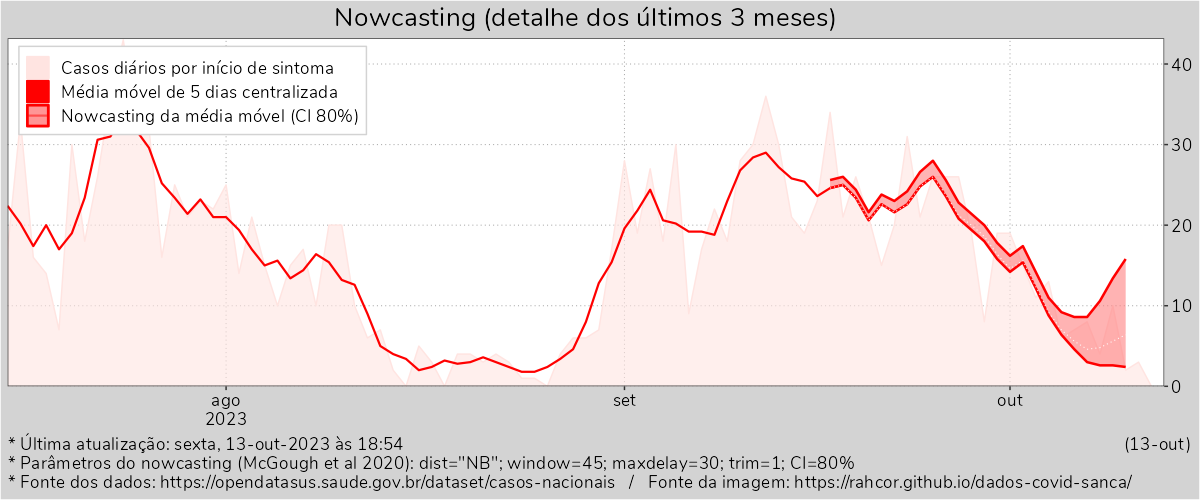 Nowcasting (detalhe dos últimos 3 meses)
Casos diários por início de sintoma
Média móvel de 5 dias centralizada
Nowcasting da média móvel (CI 80%)
40
30
20
10
0
ago
2023
set
out
* Última atualização: sexta, 13-out-2023 às 18:54
(13-out)
* Parâmetros do nowcasting (McGough et al 2020): dist="NB"; window=45; maxdelay=30; trim=1; CI=80%
* Fonte dos dados: https://opendatasus.saude.gov.br/dataset/casos-nacionais / Fonte da imagem: https://rahcor.github.io/dados-covid-sanca/